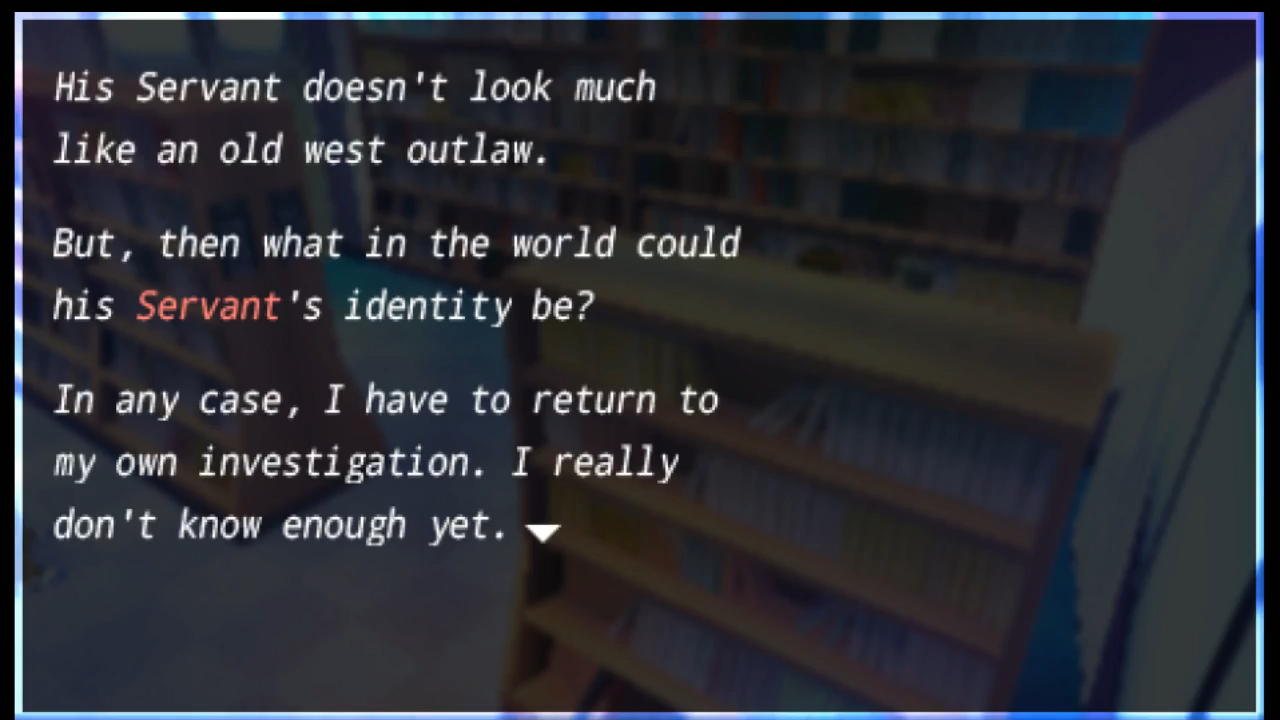 His Servant doesn't look much
like an old west outlaw.
But, then what in the world could
his Servant's identity be?
In any case, I have to return to
my own investigation. I really
don't know enough yet.